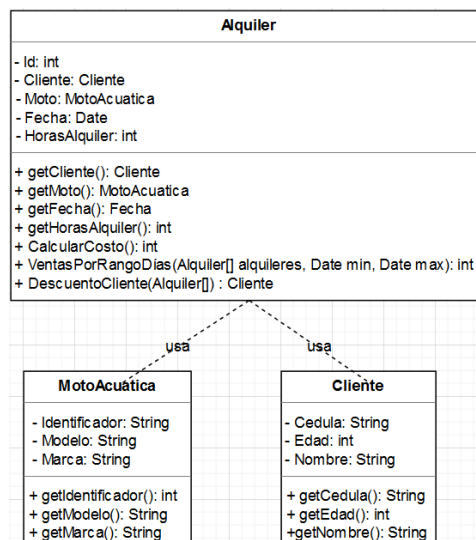 Alquiler
- Id: int
- Cliente: Cliente
- Moto: MotoAcuatica
- Fecha: Date
- HorasAlquiler: int
+ getCliente(): Cliente
+ getMoto(): MotoAcuatica
+ getFecha(): Fecha
+ getHorasAlquiler(): int
+ CalcularCosto(): int
+ VentasPorRangoDías(Alquiler[] alquileres, Date min, Date max): int
+ DescuentoCliente(Alquiler[]) : Cliente
usa
usa
MotoAcuática
- Identificador: String
- Modelo: String
- Marca: String
+ getIdentificador(): int
+ getModelo(): String
+ getMarca(): String
Cliente
- Cedula: String
- Edad: int
- Nombre: String
+ getCedula(): String
+ getEdad(): int
+getNombre(): String